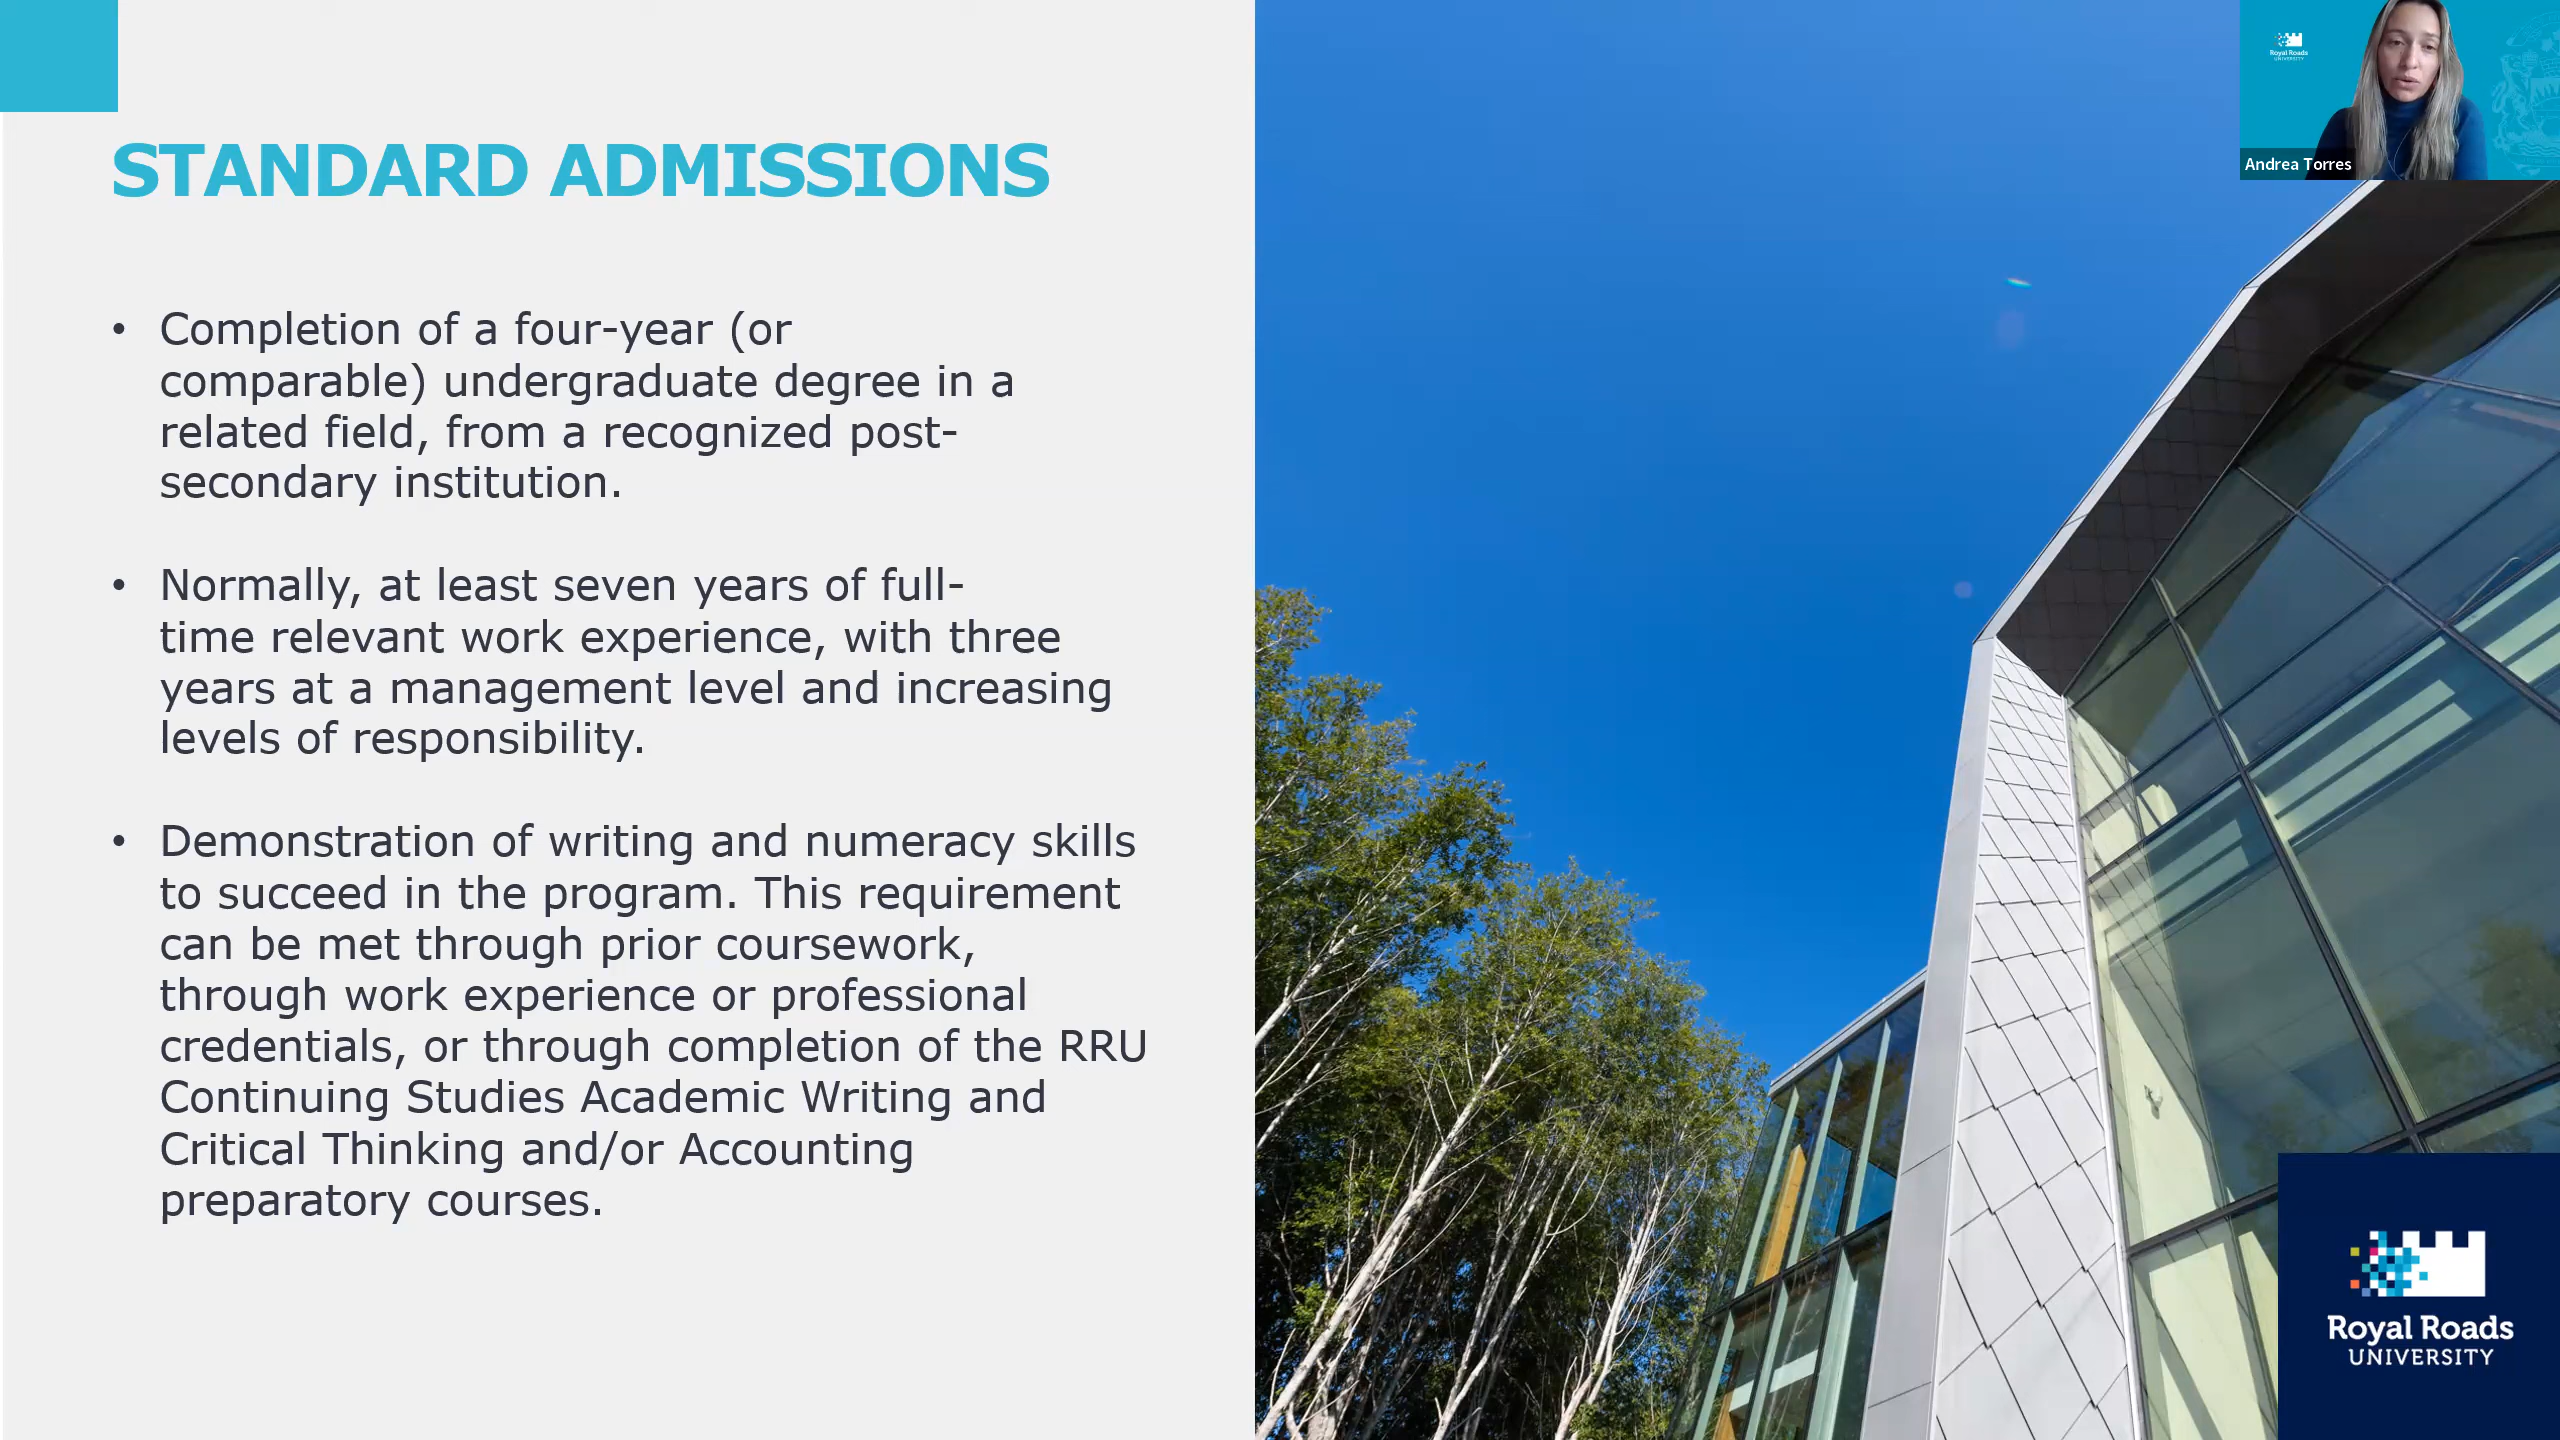 STANDARD ADMISSIONS
• Completion of a four-year (or
comparable) undergraduate degree in a
related field, from a recognized post-
secondary institution.
• Normally, at least seven years of full-
time relevant work experience, with three
years at a management level and increasing
levels of responsibility.
• Demonstration of writing and numeracy skills
to succeed in the program. This requirement
can be met through prior coursework,
through work experience or professional
credentials, or through completion of the RRU
Continuing Studies Academic Writing and
Critical Thinking and/or Accounting
preparatory courses.
Royal Roads
UNIVERSITY
Andrea Torres
Royal Roads
UNIVERSITY